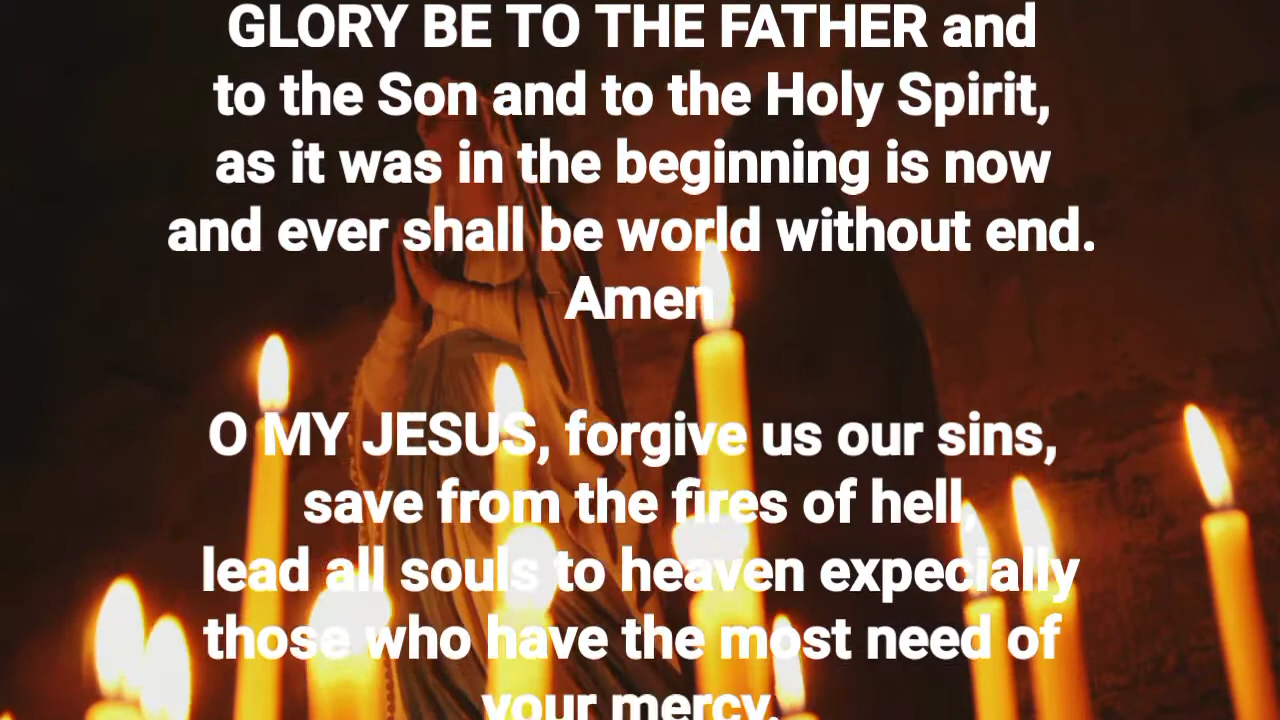 GLORY BE TO THE FATHER and
to the Son and to the Holy Spirit,
as it was in the beginning is now
and ever shall be world without end.
Amen
O MY JESUS, forgive us our sins,
save from the fires of hell,
lead all souls to heaven expecially
those who have the most need of
your mercy.